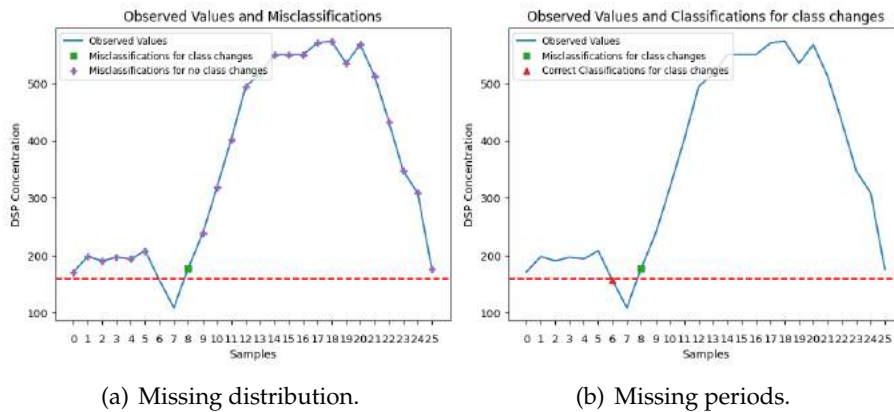 Observed Values and Misclassifications
Observed Values
Misclassifications for class changes
Misclassifications for no class changes
500
400
300
200
100
DSP Concentration
0 1 2 3 4 5 6 7 8 9 10 11 12 13 14 15 16 17 18 19 20 21 22 23 24 25
Samples
(a) Missing distribution.
Observed Values and Classifications for class changes
Observed Values
Misclassifications for class changes
Correct Classifications for class changes
500
400
300
200
100
DSP Concentration
0 1 2 3 4 5 6 7 8 9 10 11 12 13 14 15 16 17 18 19 20 21 22 23 24 25
Samples
(b) Missing periods.